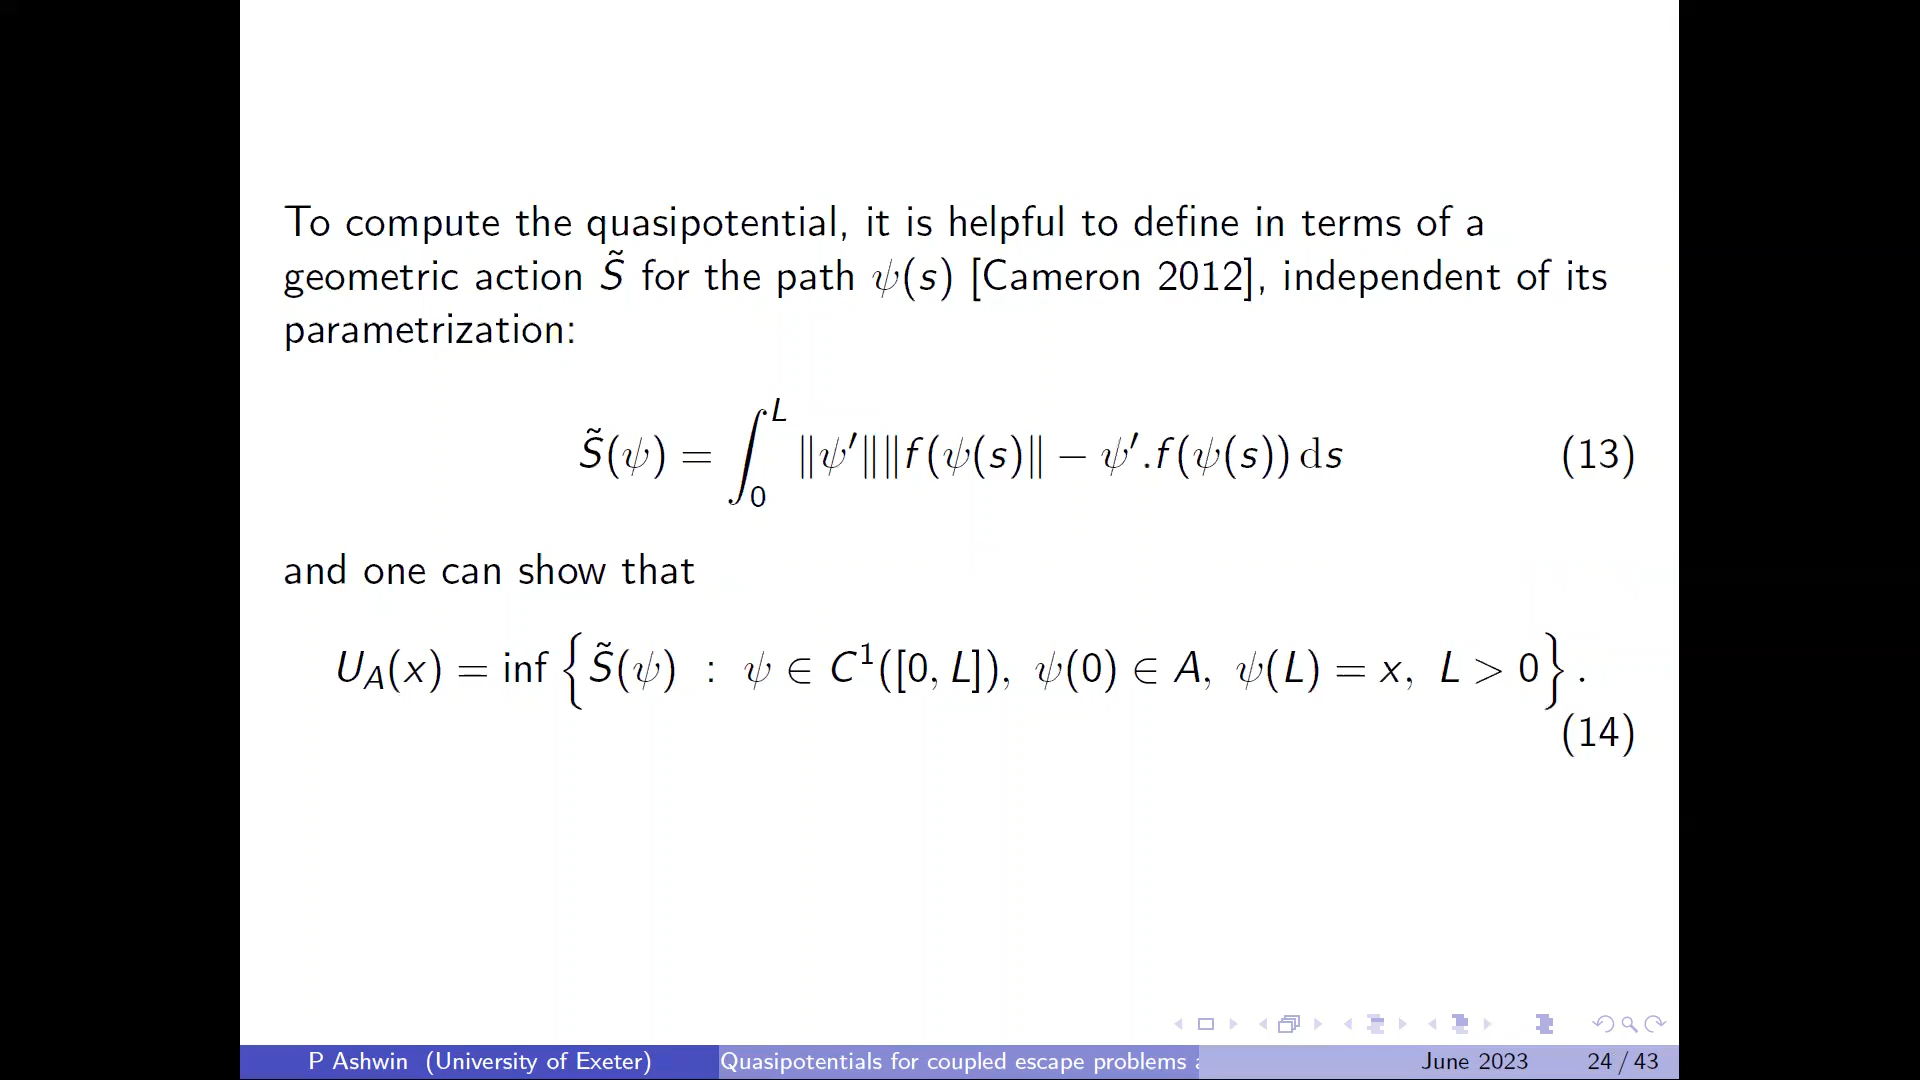 To compute the quasipotential, it is helpful to define in terms of a
geometric action S̃ for the path ψ(s) [Cameron 2012], independent of its
parametrization:
S̃(ψ) = ∫₀ᴸ ‖ψ′‖‖f(ψ(s)‖ − ψ′.f(ψ(s)) ds (13)
and one can show that
U_A(x) = inf { S̃(ψ) : ψ ∈ C¹([0, L]), ψ(0) ∈ A, ψ(L) = x, L > 0 } .
(14)
P Ashwin (University of Exeter) Quasipotentials for coupled escape problems a June 2023 24 / 43